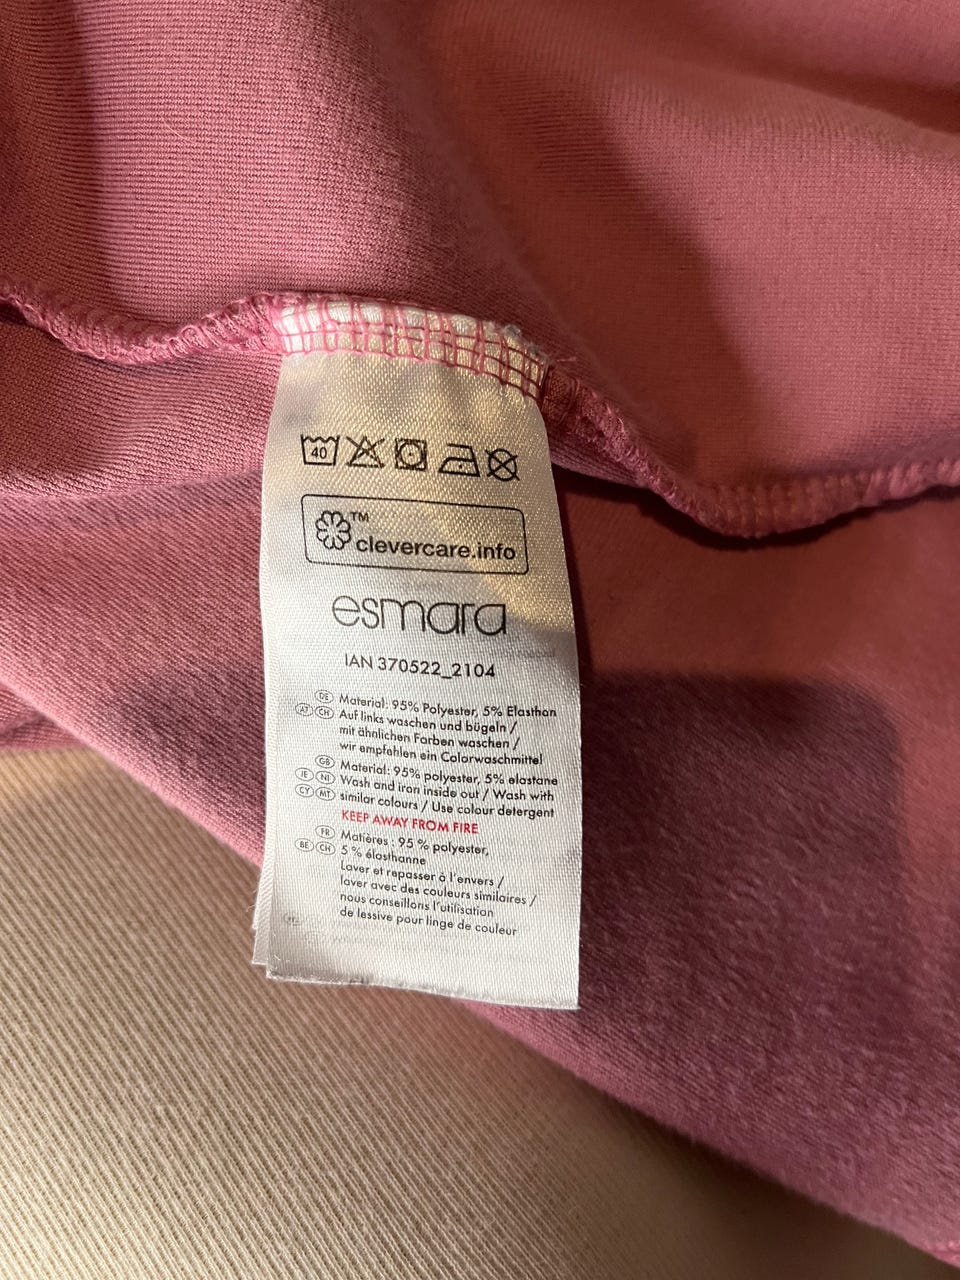 40
TM
clevercare.info
esmara
IAN 370522_2104
DE Material: 95% Polyester, 5% Elasthan
AT CH Auf links waschen und bügeln /
mit ähnlichen Farben waschen /
wir empfehlen ein Colorwaschmittel
GB Material: 95% polyester, 5% elastane
IE NI Wash and iron inside out / Wash with
CY MT similar colours / Use colour detergent
KEEP AWAY FROM FIRE
FR Matières : 95 % polyester,
BE CH 5 % élasthanne
Laver et repasser à l'envers /
laver avec des couleurs similaires /
nous conseillons l'utilisation
de lessive pour linge de couleur